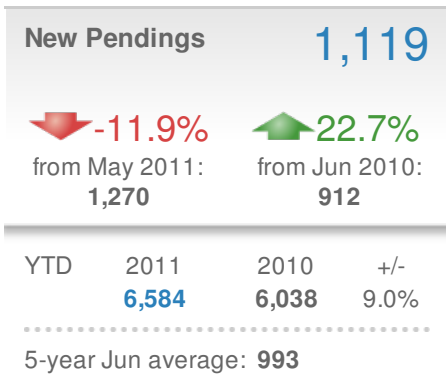 New Pendings 1,119
-11.9% 22.7%
from May 2011: from Jun 2010:
1,270 912
YTD 2011 2010 +/-
6,584 6,038 9.0%
5-year Jun average: 993